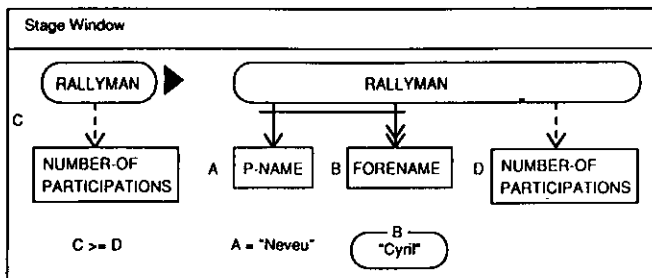 Stage Window
RALLYMAN
RALLYMAN
C
NUMBER-OF
PARTICIPATIONS
A
P-NAME
B
FORENAME
D
NUMBER-OF
PARTICIPATIONS
C >= D
A = "Neveu"
B
"Cyril"